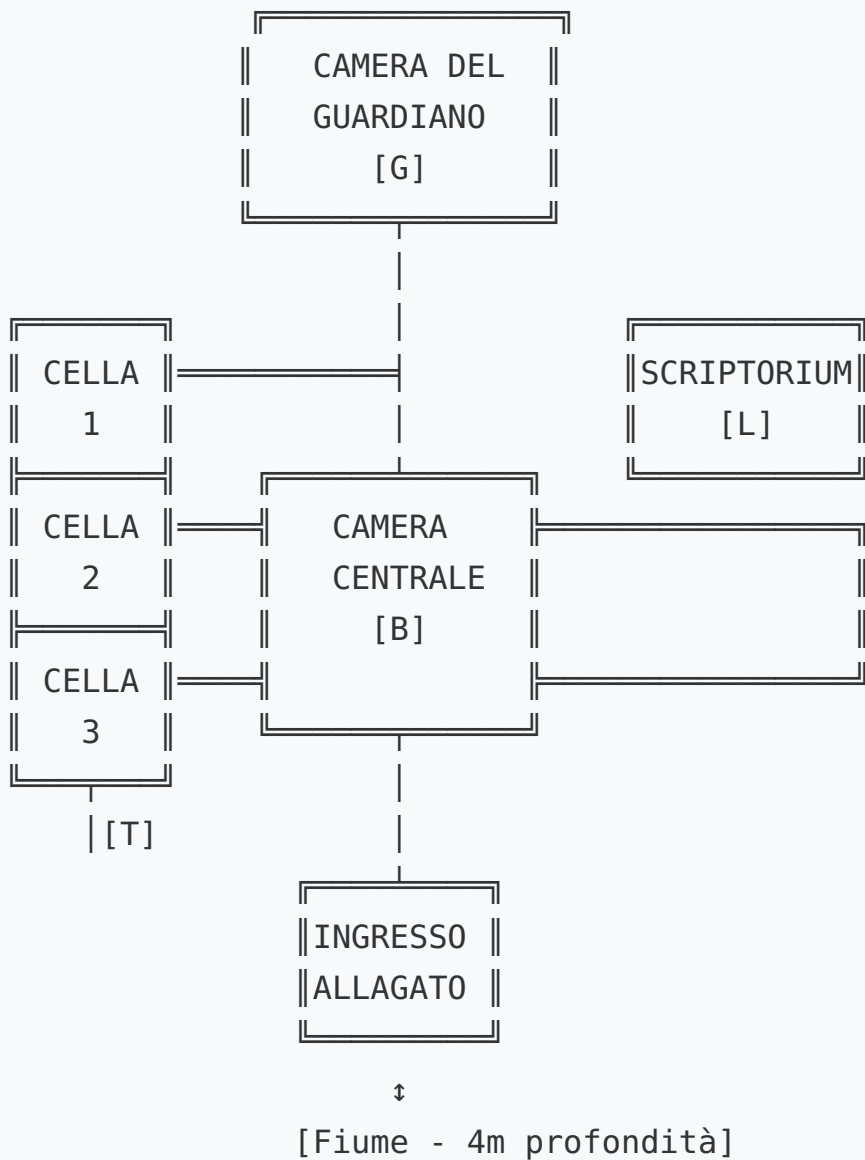 CAMERA DEL
GUARDIANO
[G]
CELLA
1
SCRIPTORIUM
[L]
CELLA
2
CAMERA
CENTRALE
[B]
CELLA
3
[T]
INGRESSO
ALLAGATO
↕
[Fiume - 4m profondità]